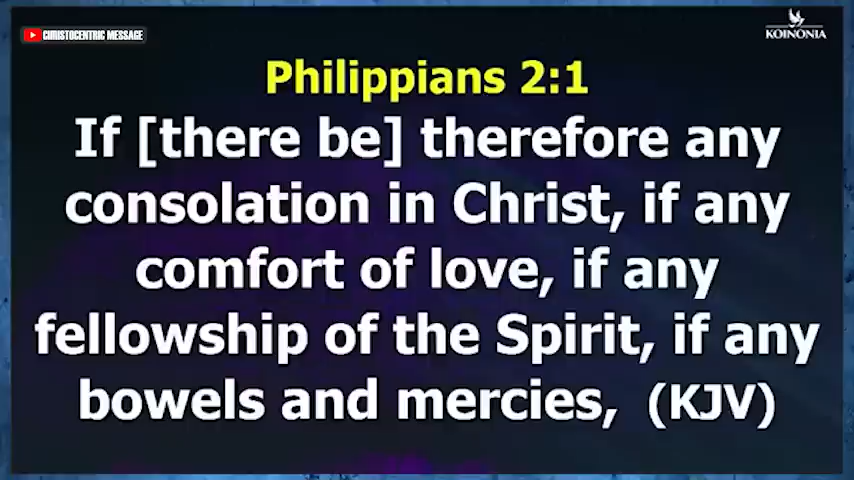 CHRISTOCENTRIC MESSAGE
KOINONIA
Philippians 2:1
If [there be] therefore any
consolation in Christ, if any
comfort of love, if any
fellowship of the Spirit, if any
bowels and mercies, (KJV)